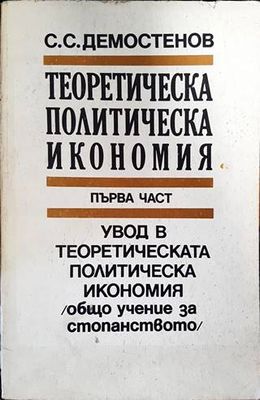 С.С.ДЕМОСТЕНОВ
ТЕОРЕТИЧЕСКА
ПОЛИТИЧЕСКА
ИКОНОМИЯ
ПЪРВА ЧАСТ
УВОД В
ТЕОРЕТИЧЕСКАТА
ПОЛИТИЧЕСКА
ИКОНОМИЯ
/общо учение за
стопанството/